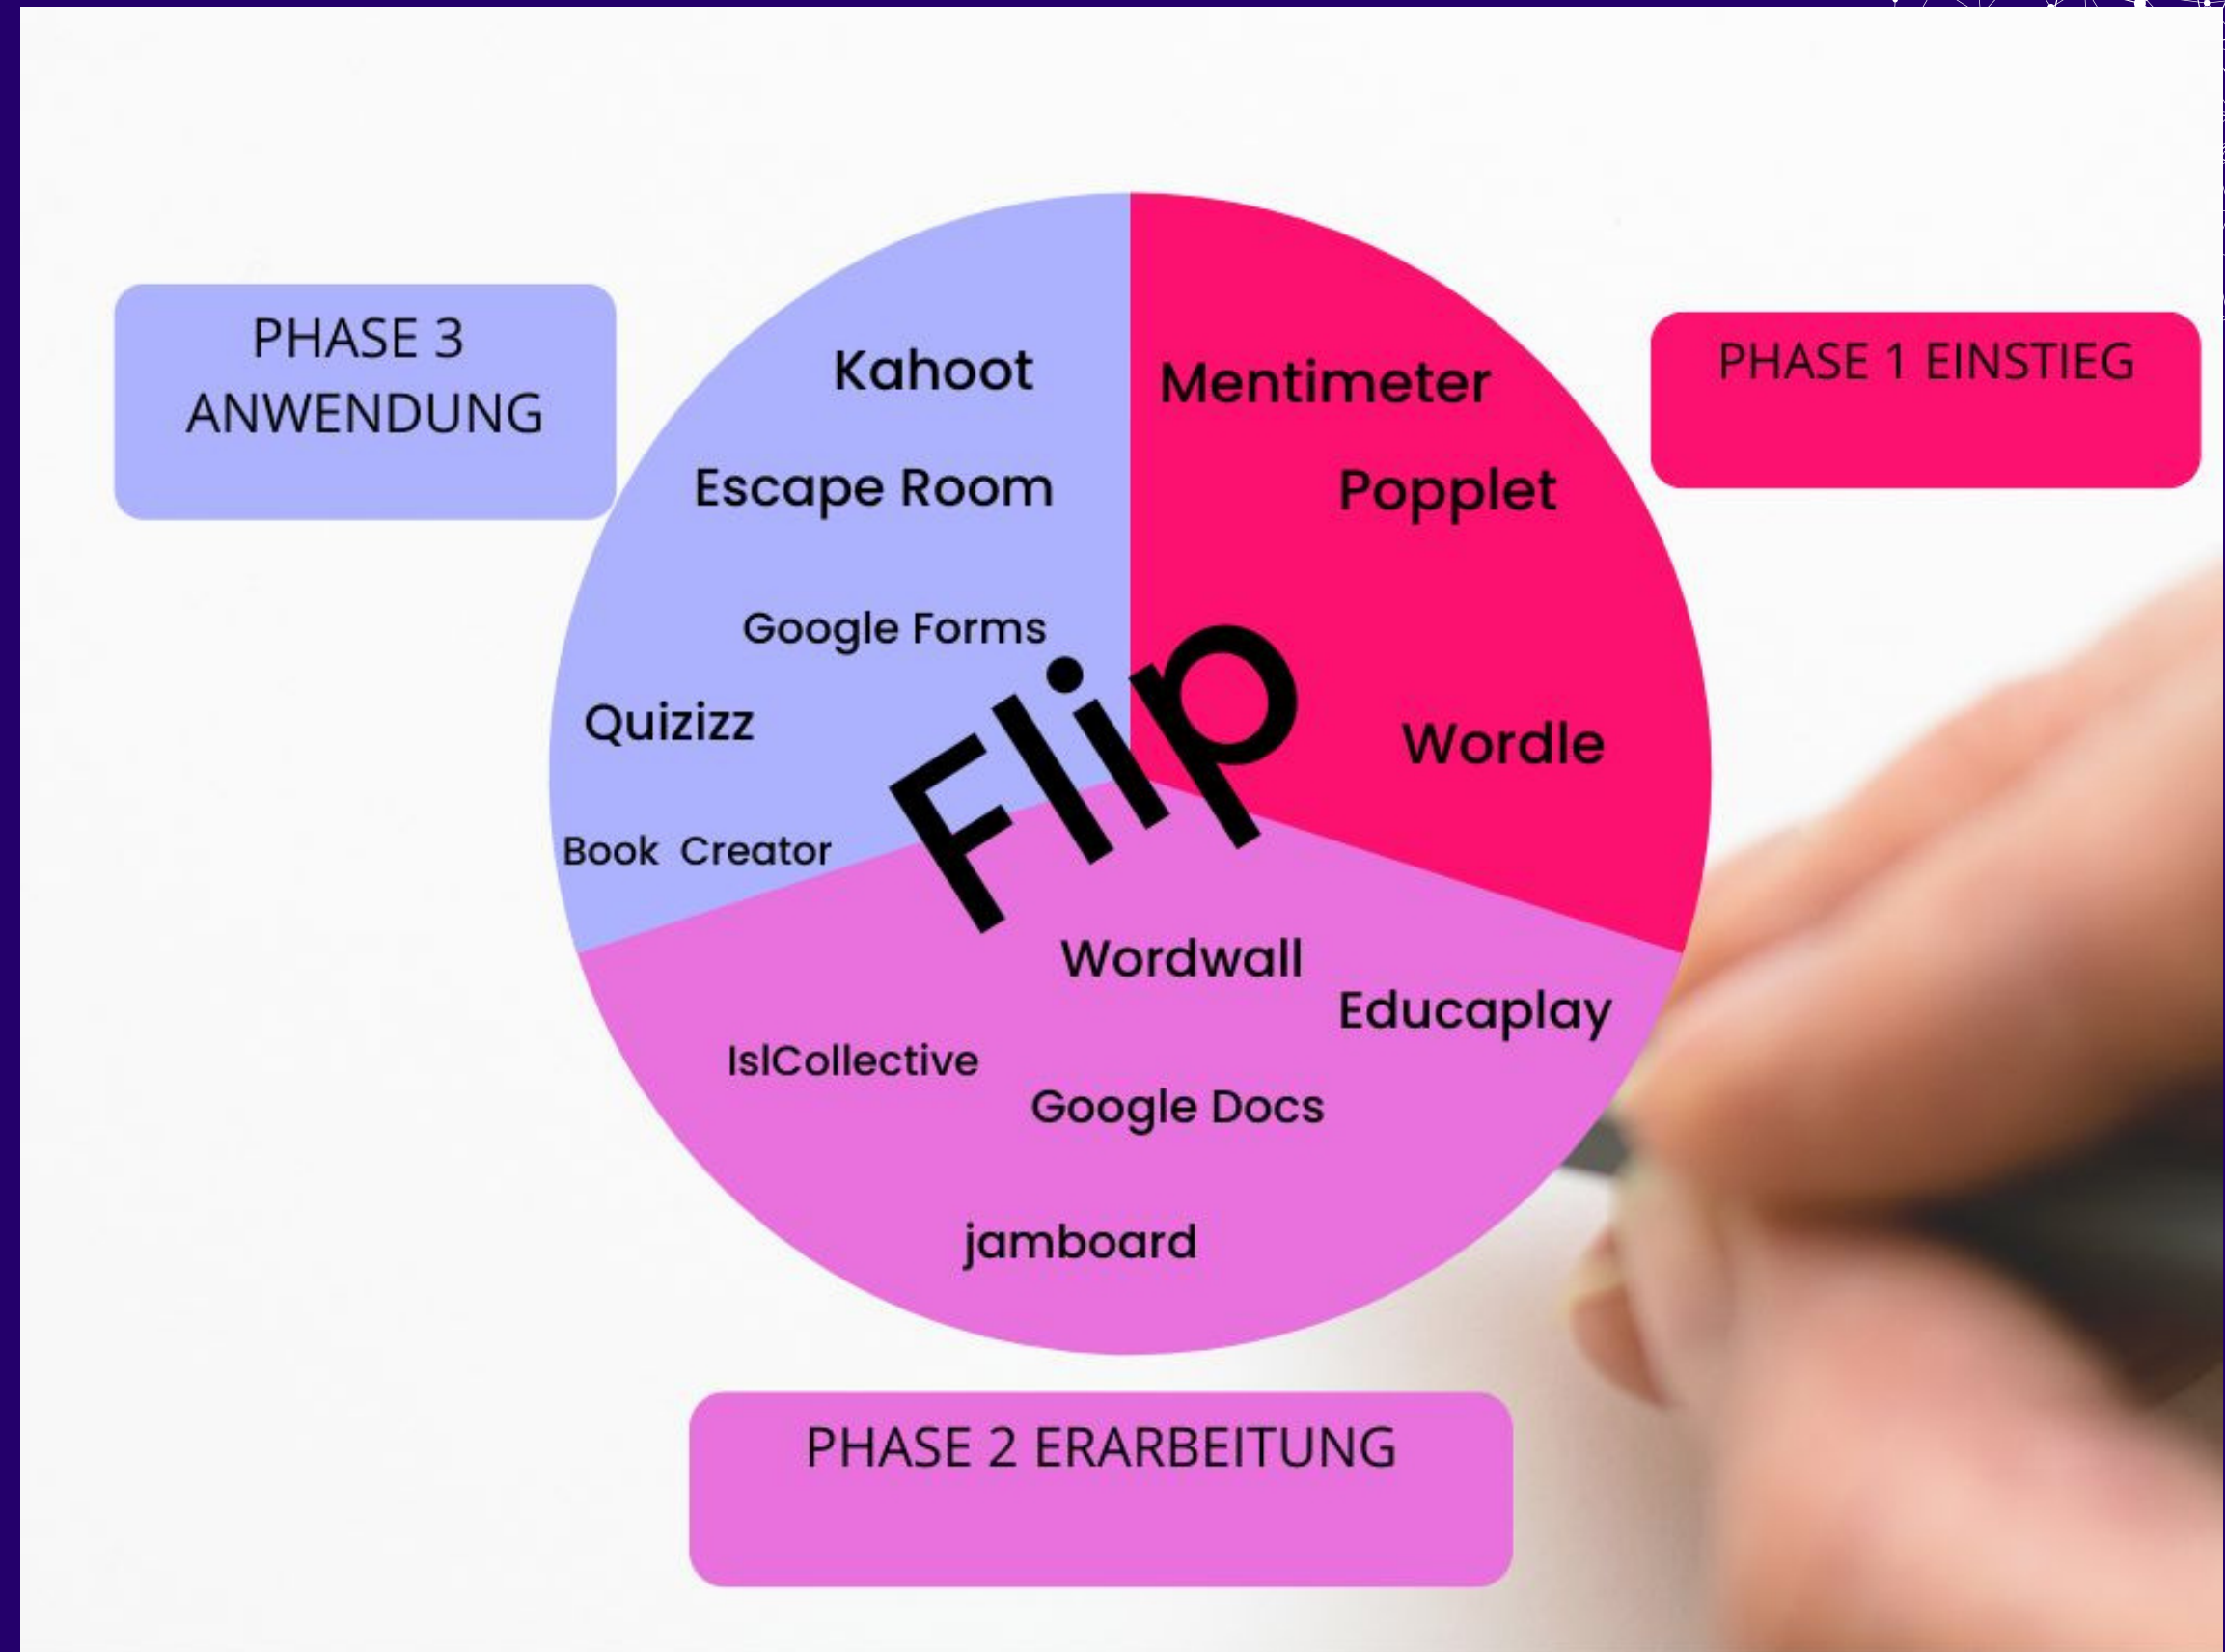 PHASE 3
ANWENDUNG
PHASE 1 EINSTIEG
Kahoot
Escape Room
Google Forms
Quizizz
Book Creator
Mentimeter
Popplet
Wordle
Flip
Wordwall
Educaplay
IslCollective
Google Docs
jamboard
PHASE 2 ERARBEITUNG